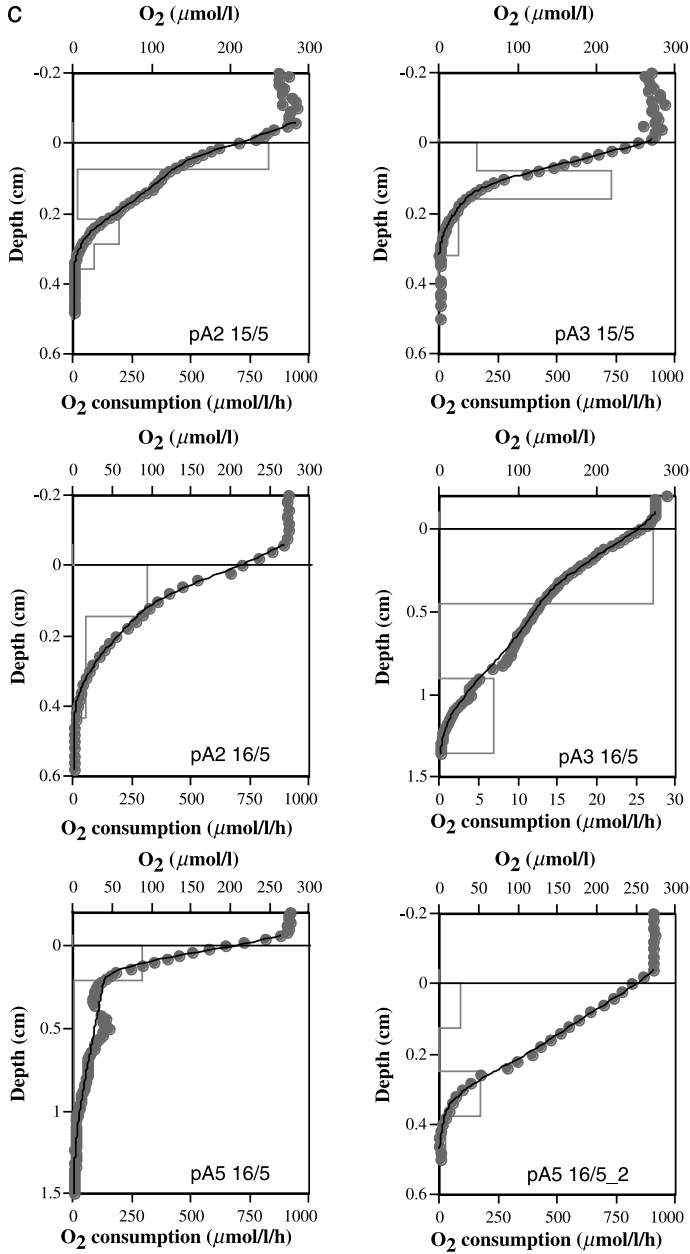 C
O2 (μmol/l)
0 100 200 300
-0.2
0
0.2
0.4
0.6
Depth (cm)
pA2 15/5
0 250 500 750 1000
O2 consumption (μmol/l/h)
O2 (μmol/l)
0 100 200 300
-0.2
0
0.2
0.4
0.6
Depth (cm)
pA3 15/5
0 250 500 750 1000
O2 consumption (μmol/l/h)
O2 (μmol/l)
0 50 100 150 200 250 300
-0.2
0
0.2
0.4
0.6
Depth (cm)
pA2 16/5
0 250 500 750 1000
O2 consumption (μmol/l/h)
O2 (μmol/l)
0 100 200 300
0
0.5
1
1.5
Depth (cm)
pA3 16/5
0 5 10 15 20 25 30
O2 consumption (μmol/l/h)
O2 (μmol/l)
0 50 100 150 200 250 300
0
0.5
1
1.5
Depth (cm)
pA5 16/5
0 250 500 750 1000
O2 consumption (μmol/l/h)
O2 (μmol/l)
0 50 100 150 200 250 300
-0.2
0
0.2
0.4
0.6
Depth (cm)
pA5 16/5_2
0 250 500 750 1000
O2 consumption (μmol/l/h)